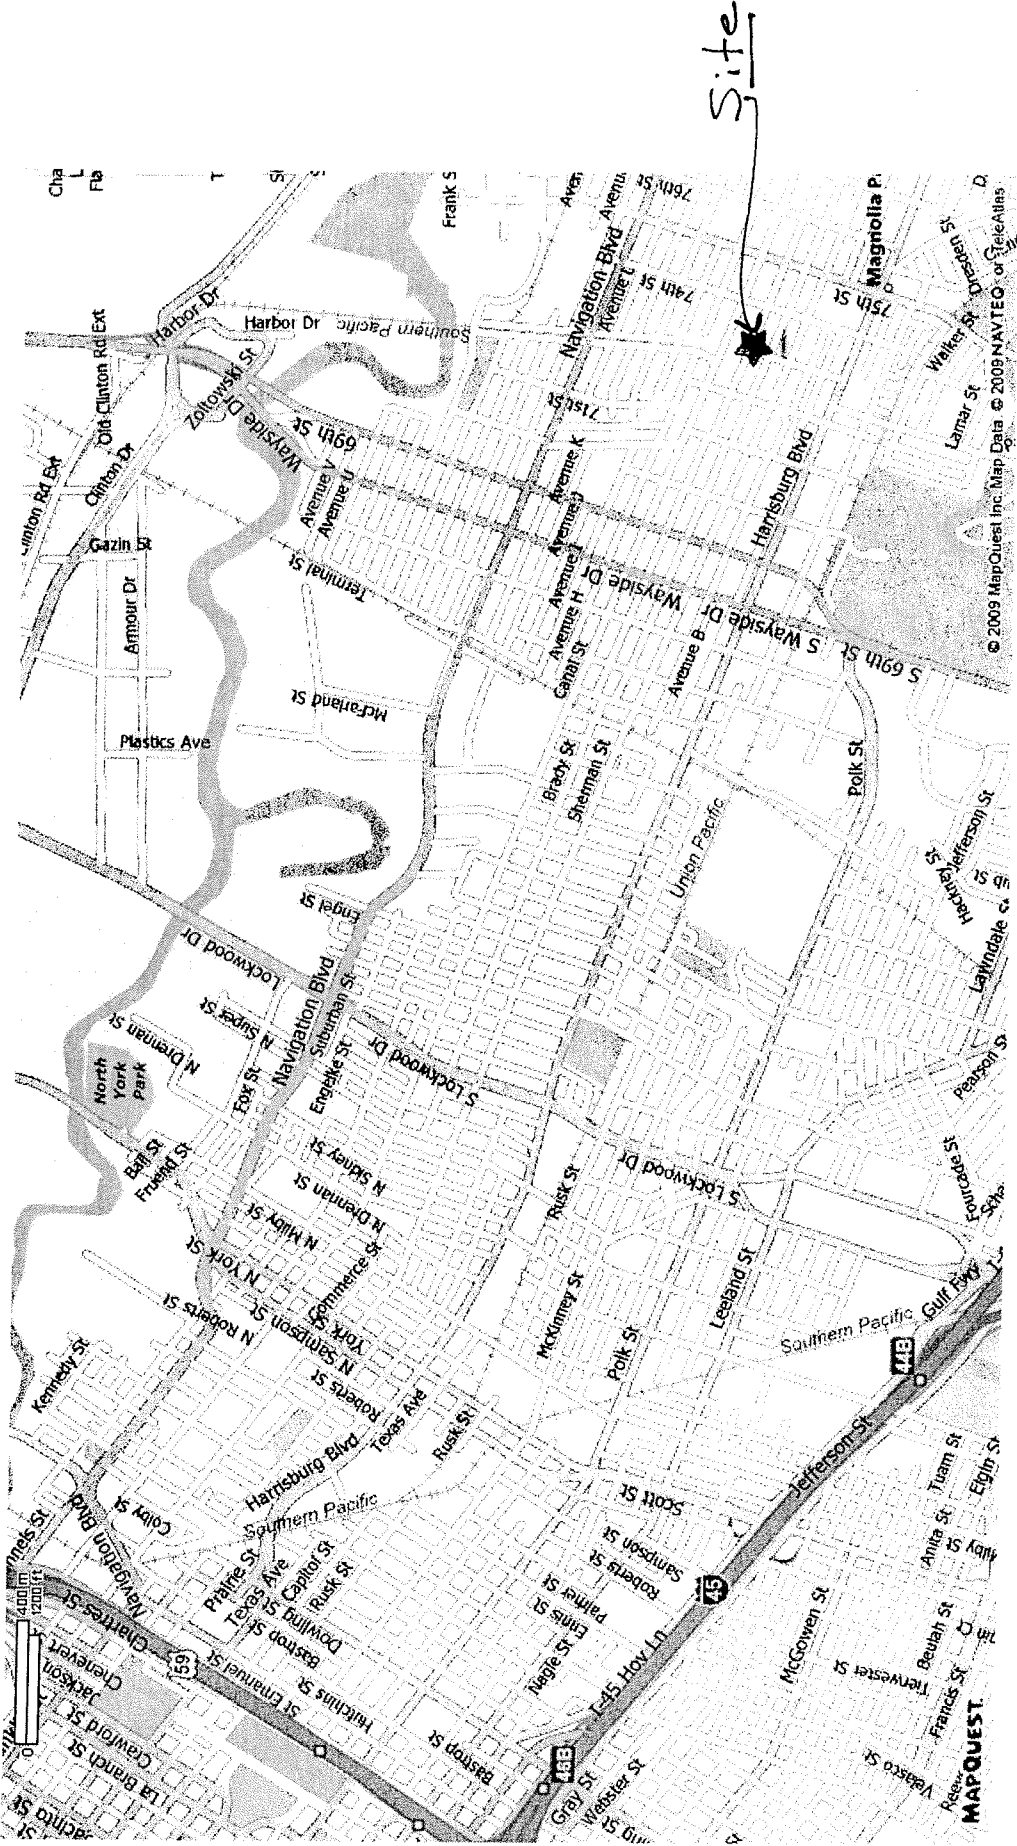 Site
Cha
Fla
Frank S
Aven
Avenu
76th St
Magnolia P.
Dresden St
Harbor Dr
Harbor Dr
Southern Pacific
Navigation Blvd
74th St
75th St
Walker St
Old Clinton Rd Ext
Zoltowski St
Wayside Dr
69th St
71st St
Lamar St
Clinton Dr
Avenue V
Avenue U
Avenue K
Harrisburg Blvd
Gazin St
Terminal St
Avenue H
Wayside Dr
S Wayside Dr
S 69th St
Armour Dr
Canal St
Avenue B
McFarland St
Plastics Ave
Brady St
Sherman St
Polk St
Union Pacific
Jefferson St
Hackney St
Lawndale St
Engel St
Lockwood Dr
Navigation Blvd
Suburban St
N Super St
N Drennan St
North
York
Park
Fox St
Engelke St
S Lockwood Dr
Pearson St
Ball St
Fruend St
N Sidney St
N Drennan St
N Milby St
Rusk St
S Lockwood Dr
Fourcade St
N York St
Commerce St
N Roberts St
N Sampson St
York St
McKinney St
Leeland St
Gulf Fwy
Southern Pacific
44B
Kennedy St
Roberts St
Texas Ave
Rusk St
Polk St
Harrisburg Blvd
Jefferson St
Tuam St
Elgin St
Colby St
Southern Pacific
Scott St
Anita St
Navigation Blvd
Prairie St
Texas Ave
Capitol St
Rusk St
Sampson St
Roberts St
Palmer St
Ennis St
Nagle St
45
400 m
1200 ft
0
Chartres St
59
Dowling St
Bastrop St
St Emanuel St
Hutchins St
I-45 Hov Ln
McGowen St
Tierwester St
Beulah St
Francis St
Chenevert
Jackson
Crawford St
La Branch St
Bastrop St
46B
Gray St
Webster St
Velasco St
MAPQUEST.
© 2009 MapQuest Inc. Map Data © 2009 NAVTEQ or TeleAtlas